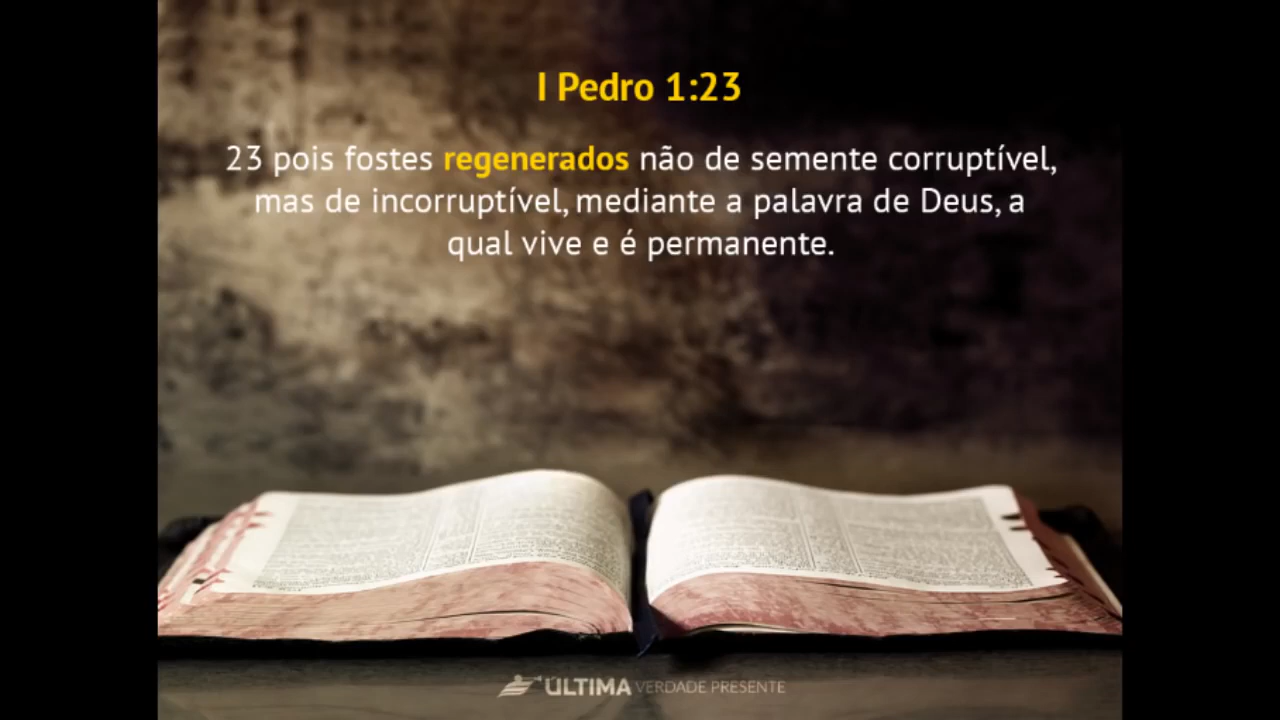 I Pedro 1:23
23 pois fostes regenerados não de semente corruptível,
mas de incorruptível, mediante a palavra de Deus, a
qual vive e é permanente.
ÚLTIMA VERDADE PRESENTE